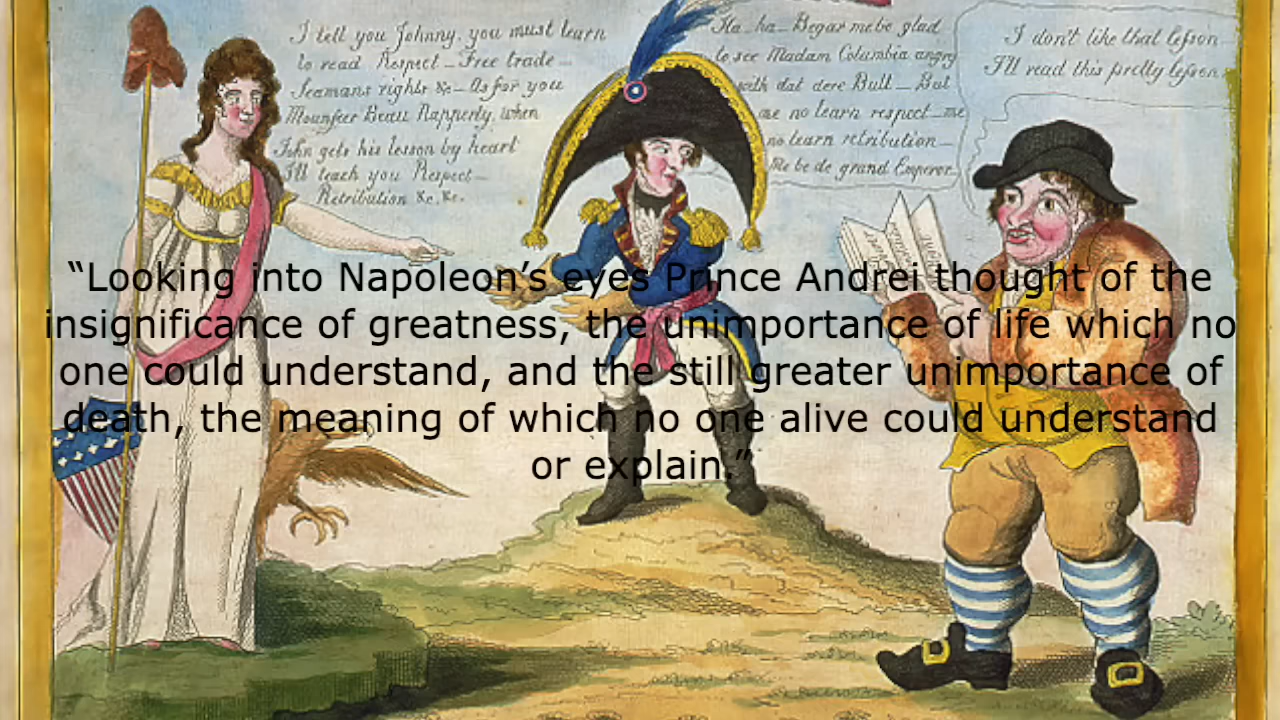 I tell you Johnny, you must learn
to read Respect — Free trade —
Seamans rights &c — As for you
Mounseer Beau Napperty, when
John gets his lesson by heart
I'll teach you Respect —
Retribution &c. &c.
Ha — ha — Begar me be glad
to see Madam Columbia angry
with dat dere Bull — But
me no learn respect — me
no learn retribution —
Me be de grand Emperor
I don't like that lesson —
I'll read this pretty lesson
“Looking into Napoleon’s eyes Prince Andrei thought of the
insignificance of greatness, the unimportance of life which no
one could understand, and the still greater unimportance of
death, the meaning of which no one alive could understand
or explain.”